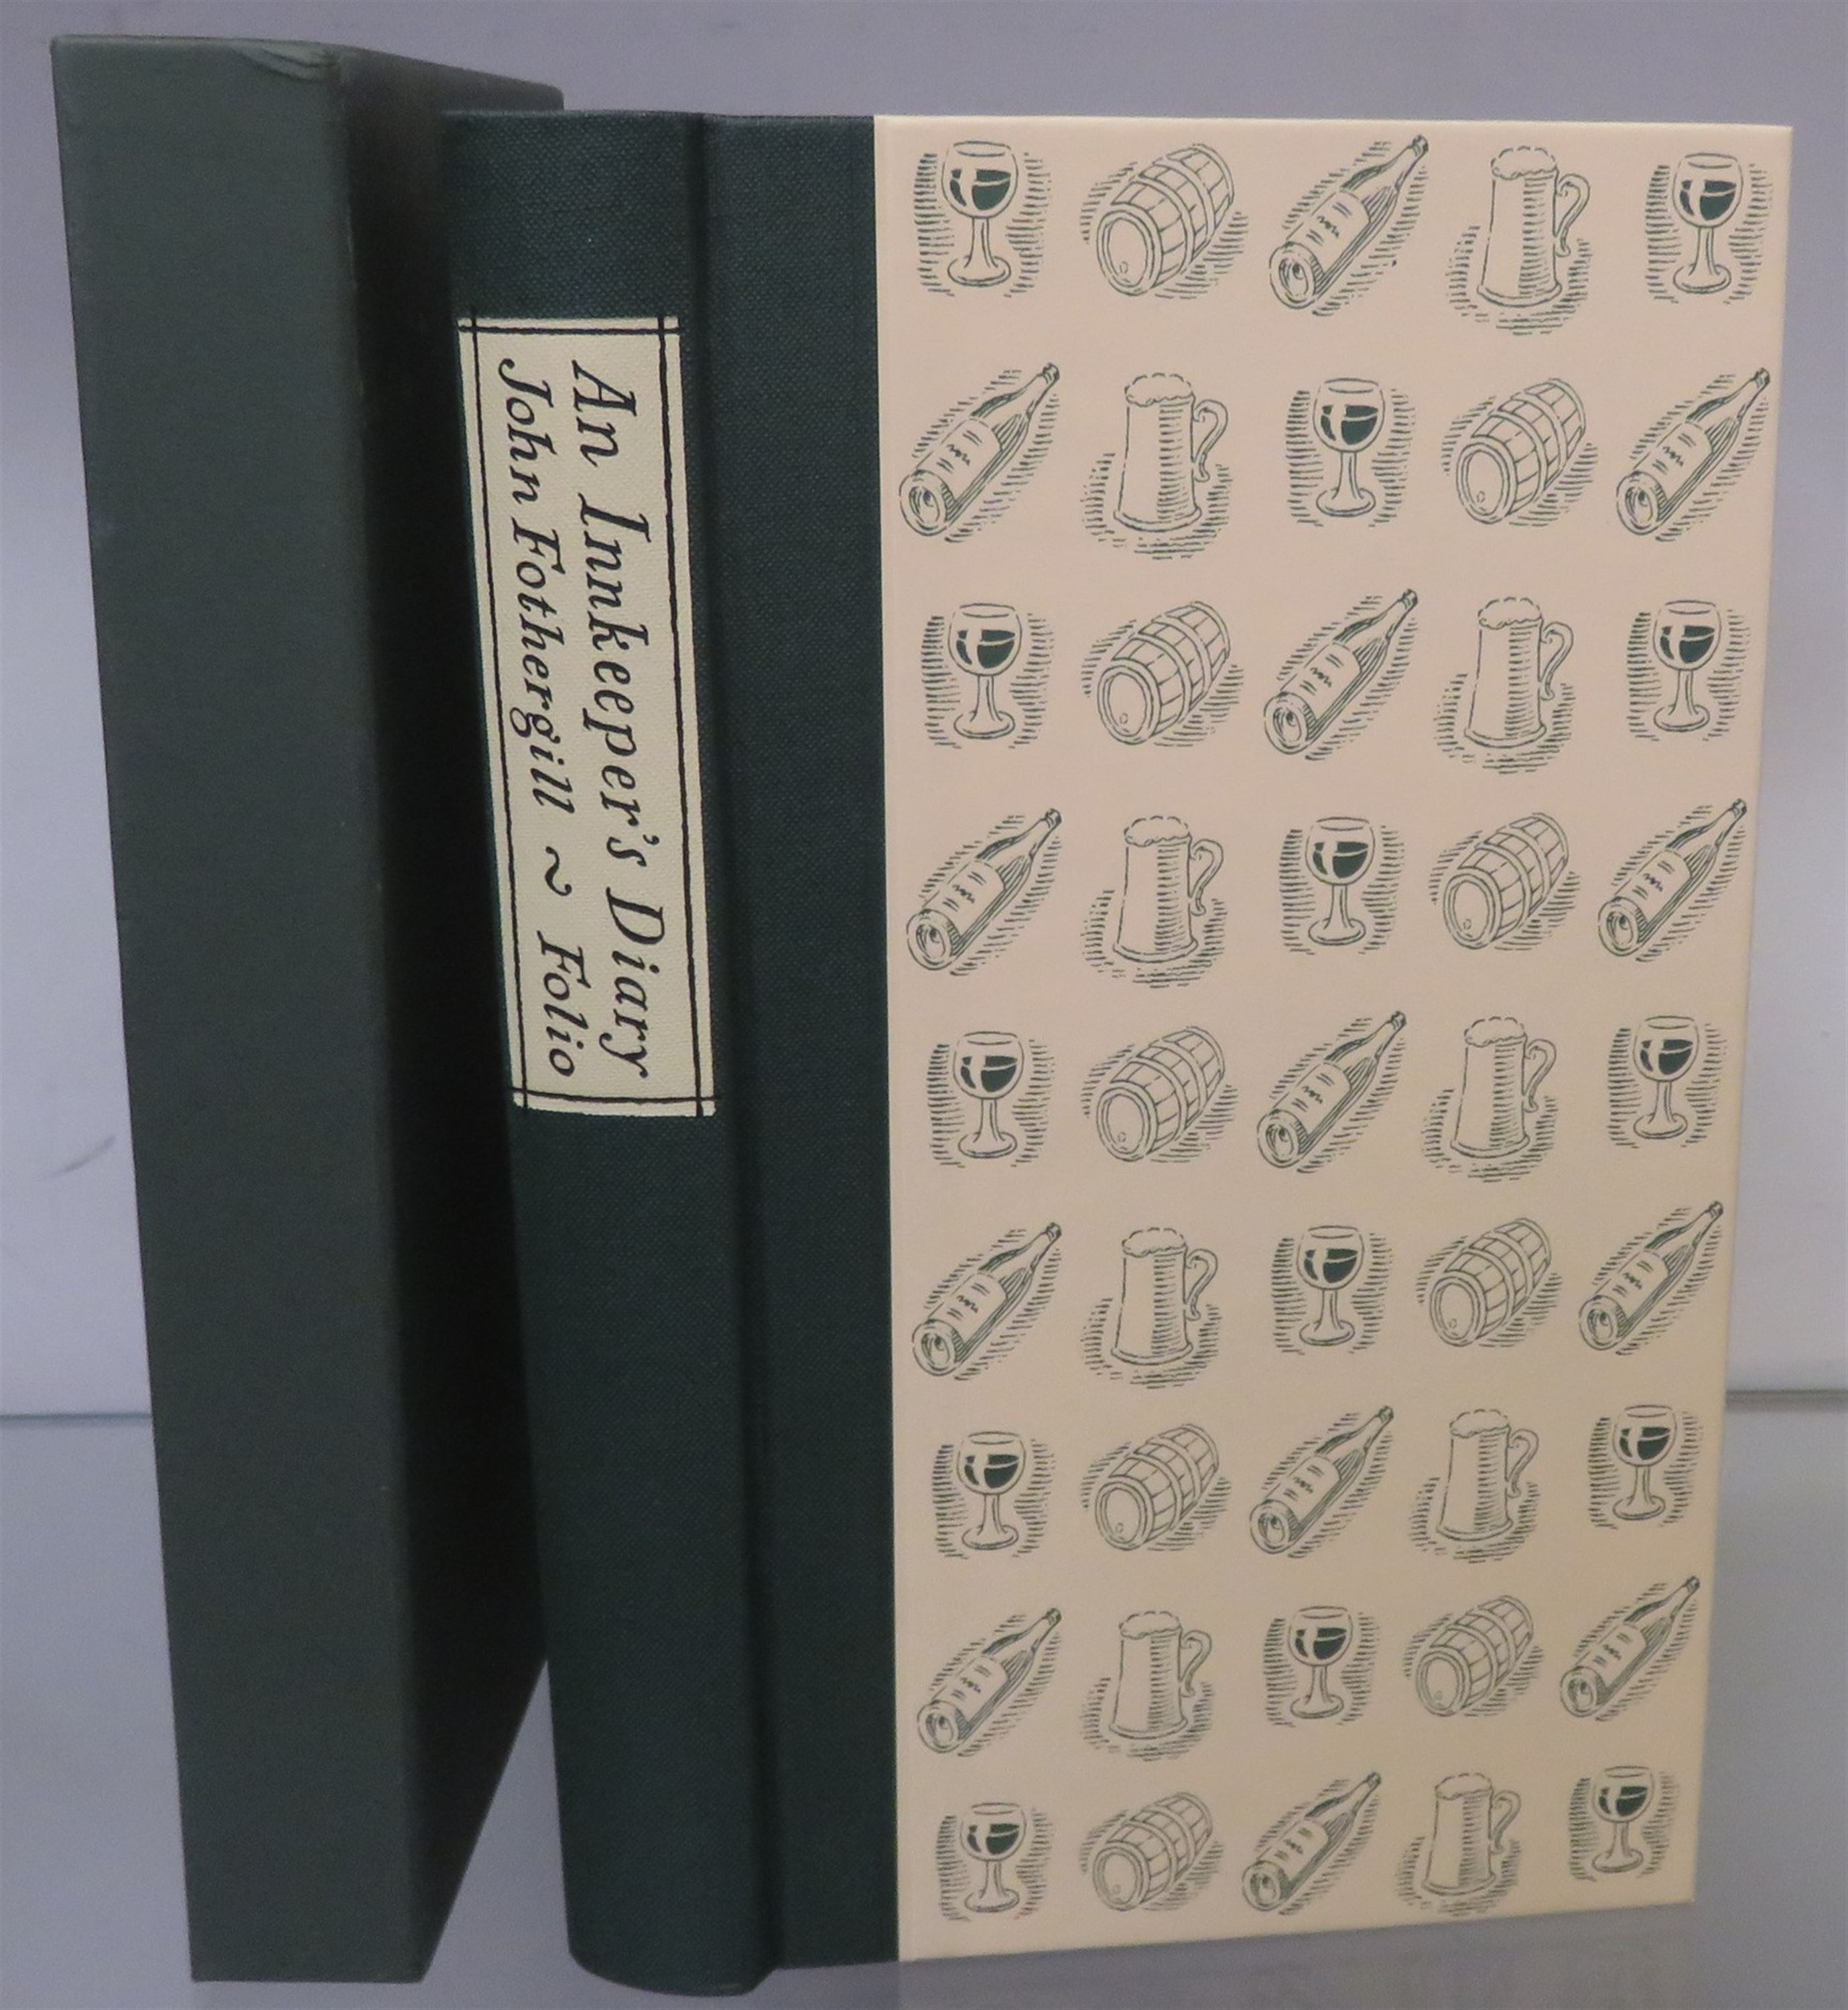 An Innkeeper's Diary
John Fothergill ~ Folio